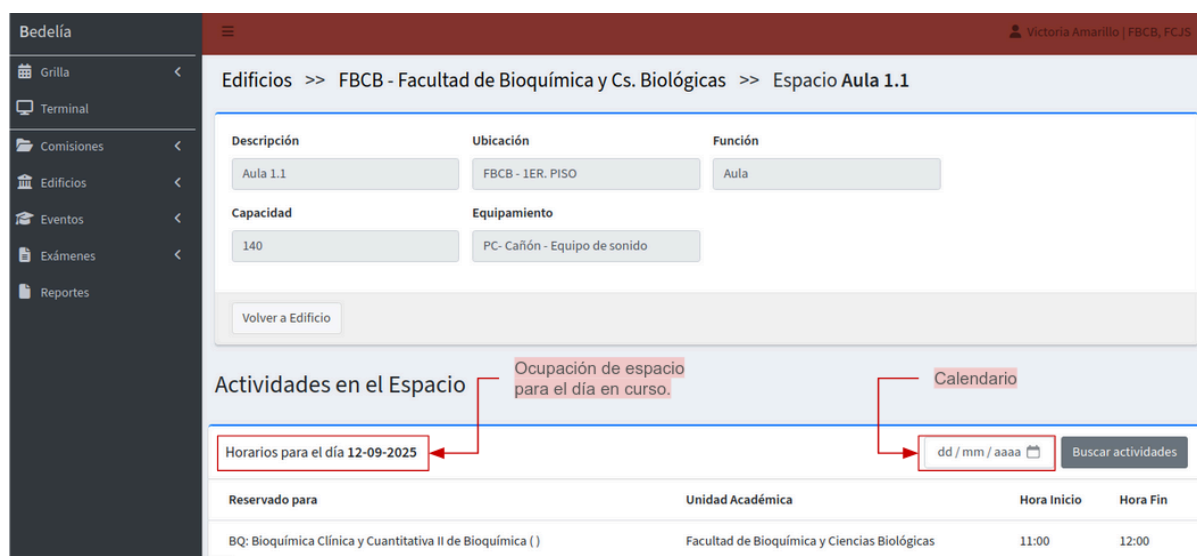 Bedelía
Victoria Amarillo | FBCB, FCJS
Grilla
Terminal
Comisiones
Edificios
Eventos
Exámenes
Reportes
Edificios >> FBCB - Facultad de Bioquímica y Cs. Biológicas >> Espacio Aula 1.1
Descripción Ubicación Función
Aula 1.1 FBCB - 1ER. PISO Aula
Capacidad Equipamiento
140 PC- Cañón - Equipo de sonido
Volver a Edificio
Actividades en el Espacio
Ocupación de espacio
para el día en curso.
Calendario
Horarios para el día 12-09-2025 dd / mm / aaaa Buscar actividades
Reservado para Unidad Académica Hora Inicio Hora Fin
BQ: Bioquímica Clínica y Cuantitativa II de Bioquímica ( ) Facultad de Bioquímica y Ciencias Biológicas 11:00 12:00